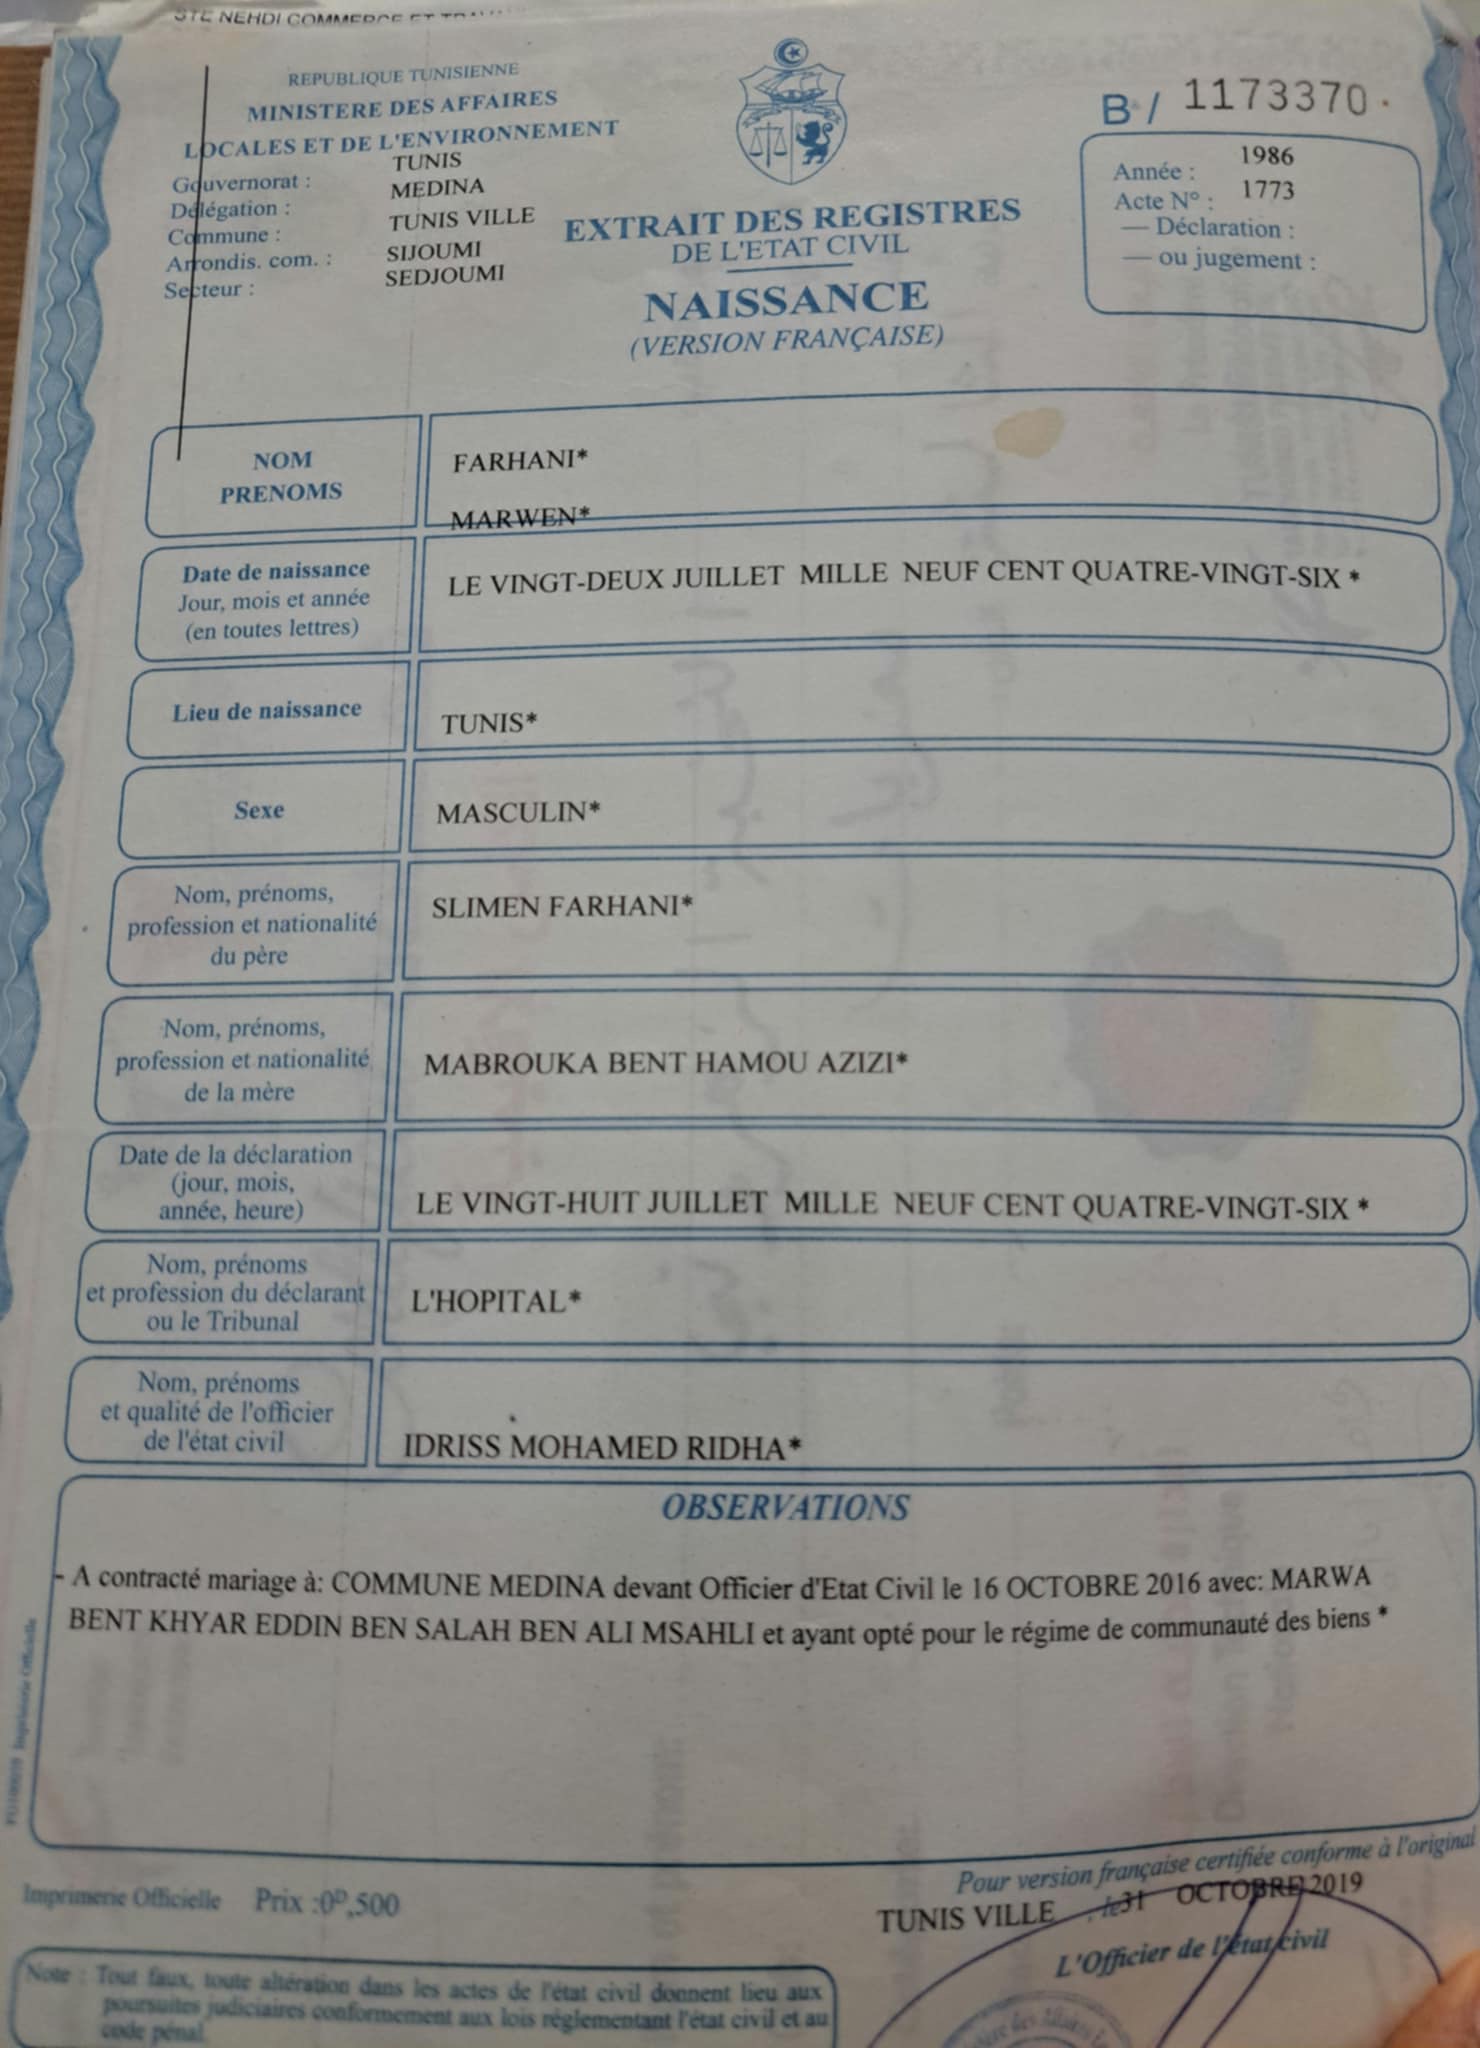 STE NEHDI COMMERCE ET
REPUBLIQUE TUNISIENNE
MINISTERE DES AFFAIRES
LOCALES ET DE L'ENVIRONNEMENT
Gouvernorat : TUNIS
Délégation : MEDINA
Commune : TUNIS VILLE
Arrondis. com. : SIJOUMI
Secteur : SEDJOUMI
EXTRAIT DES REGISTRES
DE L'ETAT CIVIL
NAISSANCE
(VERSION FRANÇAISE)
B / 1173370
Année : 1986
Acte N° : 1773
— Déclaration :
— ou jugement :
NOM
PRENOMS
FARHANI*
MARWEN*
Date de naissance
Jour, mois et année
(en toutes lettres)
LE VINGT-DEUX JUILLET MILLE NEUF CENT QUATRE-VINGT-SIX *
Lieu de naissance
TUNIS*
Sexe
MASCULIN*
Nom, prénoms,
profession et nationalité
du père
SLIMEN FARHANI*
Nom, prénoms,
profession et nationalité
de la mère
MABROUKA BENT HAMOU AZIZI*
Date de la déclaration
(jour, mois,
année, heure)
LE VINGT-HUIT JUILLET MILLE NEUF CENT QUATRE-VINGT-SIX *
Nom, prénoms
et profession du déclarant
ou le Tribunal
L'HOPITAL*
Nom, prénoms
et qualité de l'officier
de l'état civil
IDRISS MOHAMED RIDHA*
OBSERVATIONS
- A contracté mariage à: COMMUNE MEDINA devant Officier d'Etat Civil le 16 OCTOBRE 2016 avec: MARWA
BENT KHYAR EDDIN BEN SALAH BEN ALI MSAHLI et ayant opté pour le régime de communauté des biens *
Imprimerie Officielle
Pour version française certifiée conforme à l'original
TUNIS VILLE , le 31 OCTOBRE 2019
L'Officier de l'état civil
Imprimerie Officielle Prix :0D,500
Note : Tout faux, toute altération dans les actes de l'état civil donnent lieu aux
poursuites judiciaires conformement aux lois réglementant l'état civil et au
code pénal.